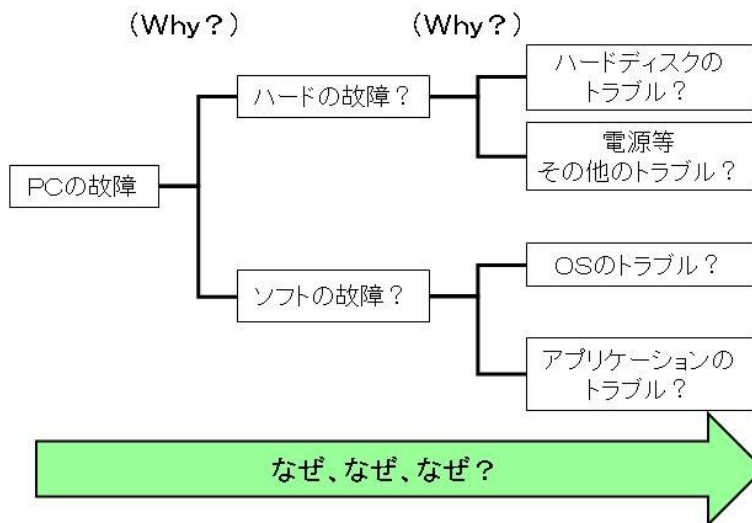 （Why？）
（Why？）
PCの故障
ハードの故障？
ハードディスクの
トラブル？
電源等
その他のトラブル？
ソフトの故障？
OSのトラブル？
アプリケーションの
トラブル？
なぜ、なぜ、なぜ？